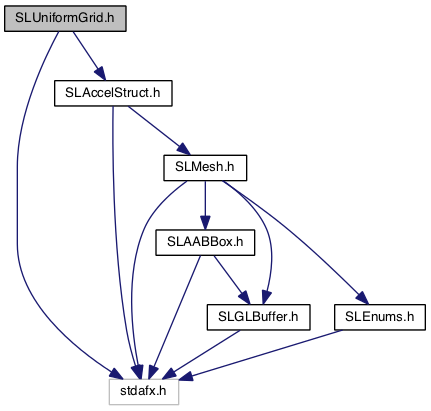 SLUniformGrid.h
SLAccelStruct.h
SLMesh.h
SLAABBox.h
SLGLBuffer.h
SLEnums.h
stdafx.h